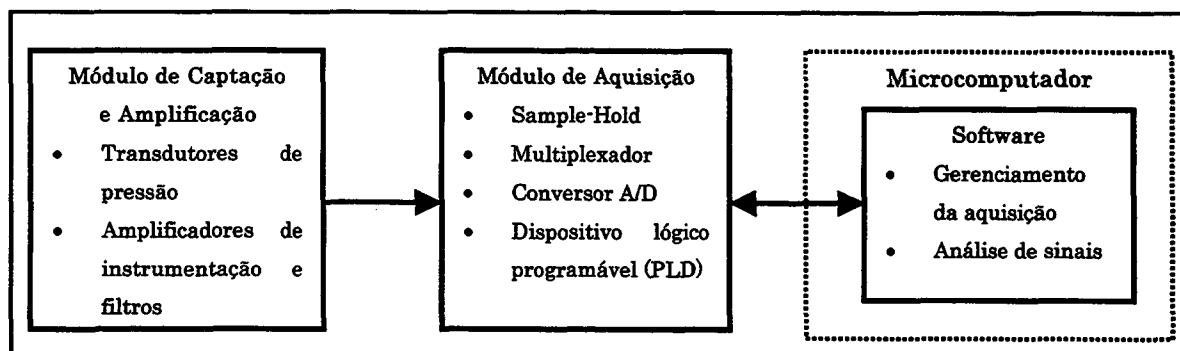 Módulo de Captação
e Amplificação
• Transdutores de
pressão
• Amplificadores de
instrumentação e
filtros
Módulo de Aquisição
• Sample-Hold
• Multiplexador
• Conversor A/D
• Dispositivo lógico
programável (PLD)
Microcomputador
Software
• Gerenciamento
da aquisição
• Análise de sinais